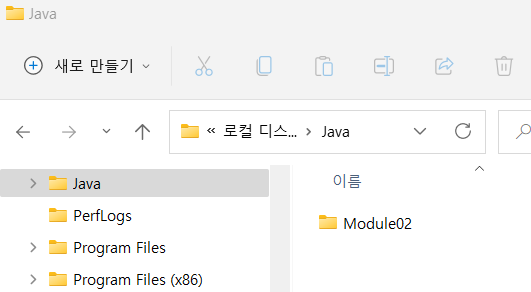 Java
새로 만들기
« 로컬 디스... > Java
Java
이름
PerfLogs
Module02
Program Files
Program Files (x86)